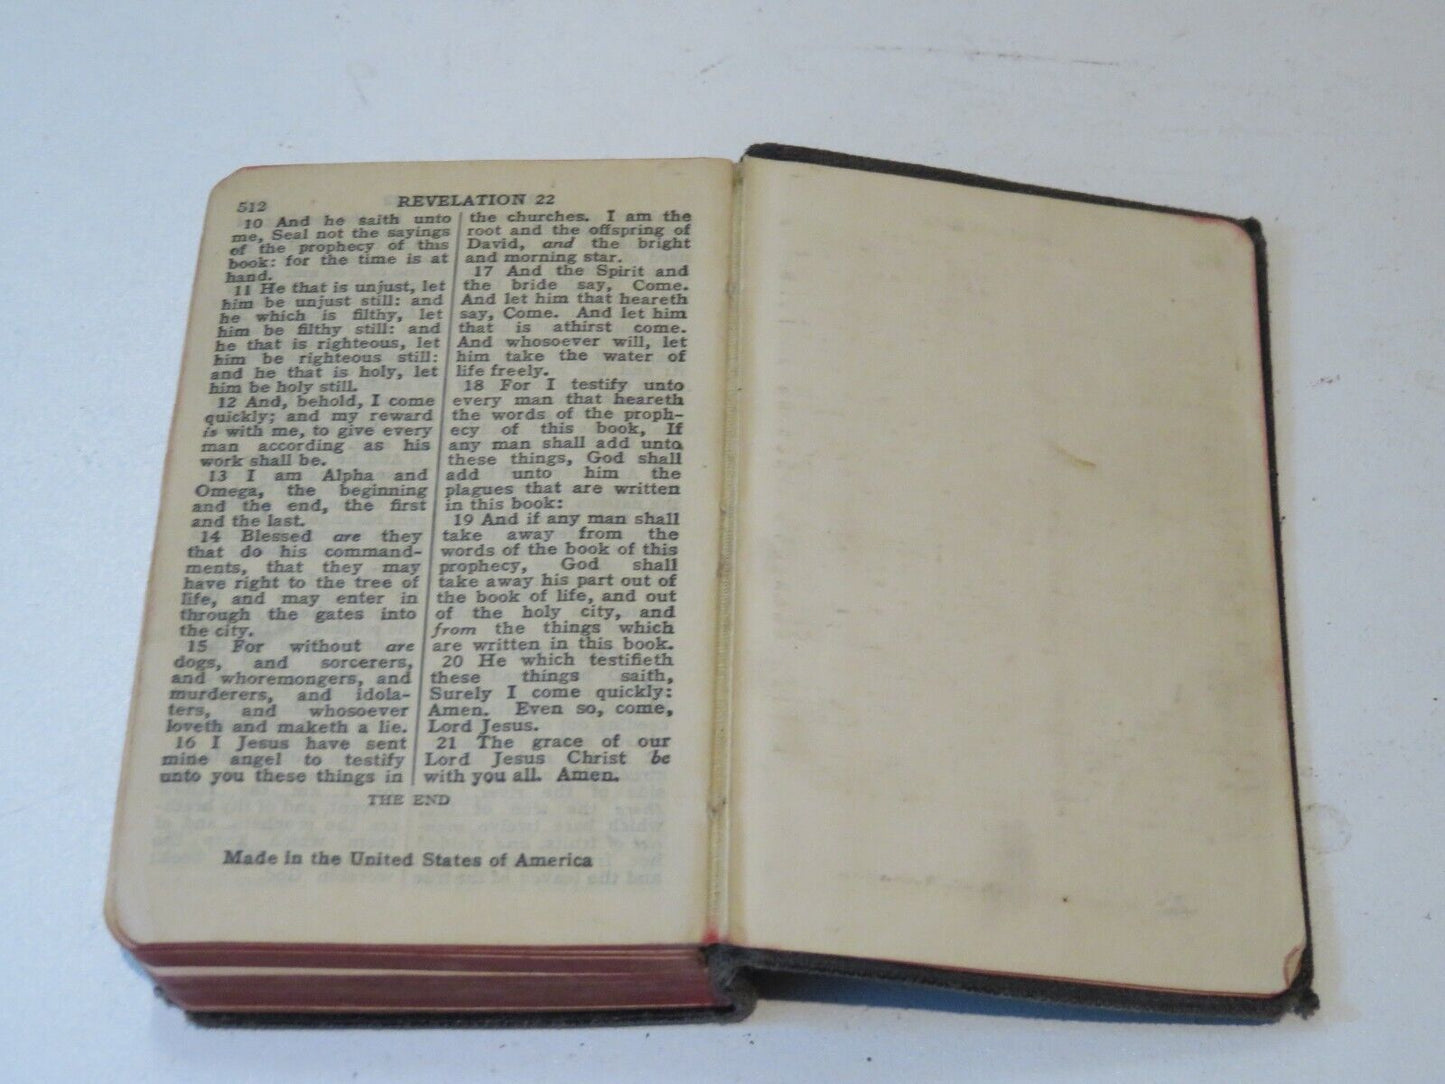 512
REVELATION 22
10 And he saith unto
me, Seal not the sayings
of the prophecy of this
book: for the time is at
hand.
11 He that is unjust, let
him be unjust still: and
he which is filthy, let
him be filthy still: and
he that is righteous, let
him be righteous still:
and he that is holy, let
him be holy still.
12 And, behold, I come
quickly; and my reward
is with me, to give every
man according as his
work shall be.
13 I am Alpha and
Omega, the beginning
and the end, the first
and the last.
14 Blessed are they
that do his command-
ments, that they may
have right to the tree of
life, and may enter in
through the gates into
the city.
15 For without are
dogs, and sorcerers,
and whoremongers, and
murderers, and idola-
ters, and whosoever
loveth and maketh a lie.
16 I Jesus have sent
mine angel to testify
unto you these things in
the churches. I am the
root and the offspring of
David, and the bright
and morning star.
17 And the Spirit and
the bride say, Come.
And let him that heareth
say, Come. And let him
that is athirst come.
And whosoever will, let
him take the water of
life freely.
18 For I testify unto
every man that heareth
the words of the proph-
ecy of this book, If
any man shall add unto
these things, God shall
add unto him the
plagues that are written
in this book:
19 And if any man shall
take away from the
words of the book of this
prophecy, God shall
take away his part out of
the book of life, and out
of the holy city, and
from the things which
are written in this book.
20 He which testifieth
these things saith,
Surely I come quickly:
Amen. Even so, come,
Lord Jesus.
21 The grace of our
Lord Jesus Christ be
with you all. Amen.
THE END
Made in the United States of America